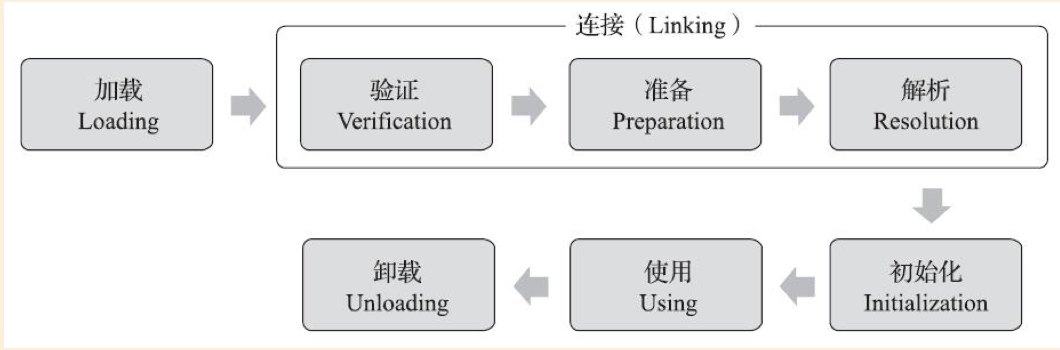 连接（Linking）
加载
Loading
验证
Verification
准备
Preparation
解析
Resolution
初始化
Initialization
使用
Using
卸载
Unloading